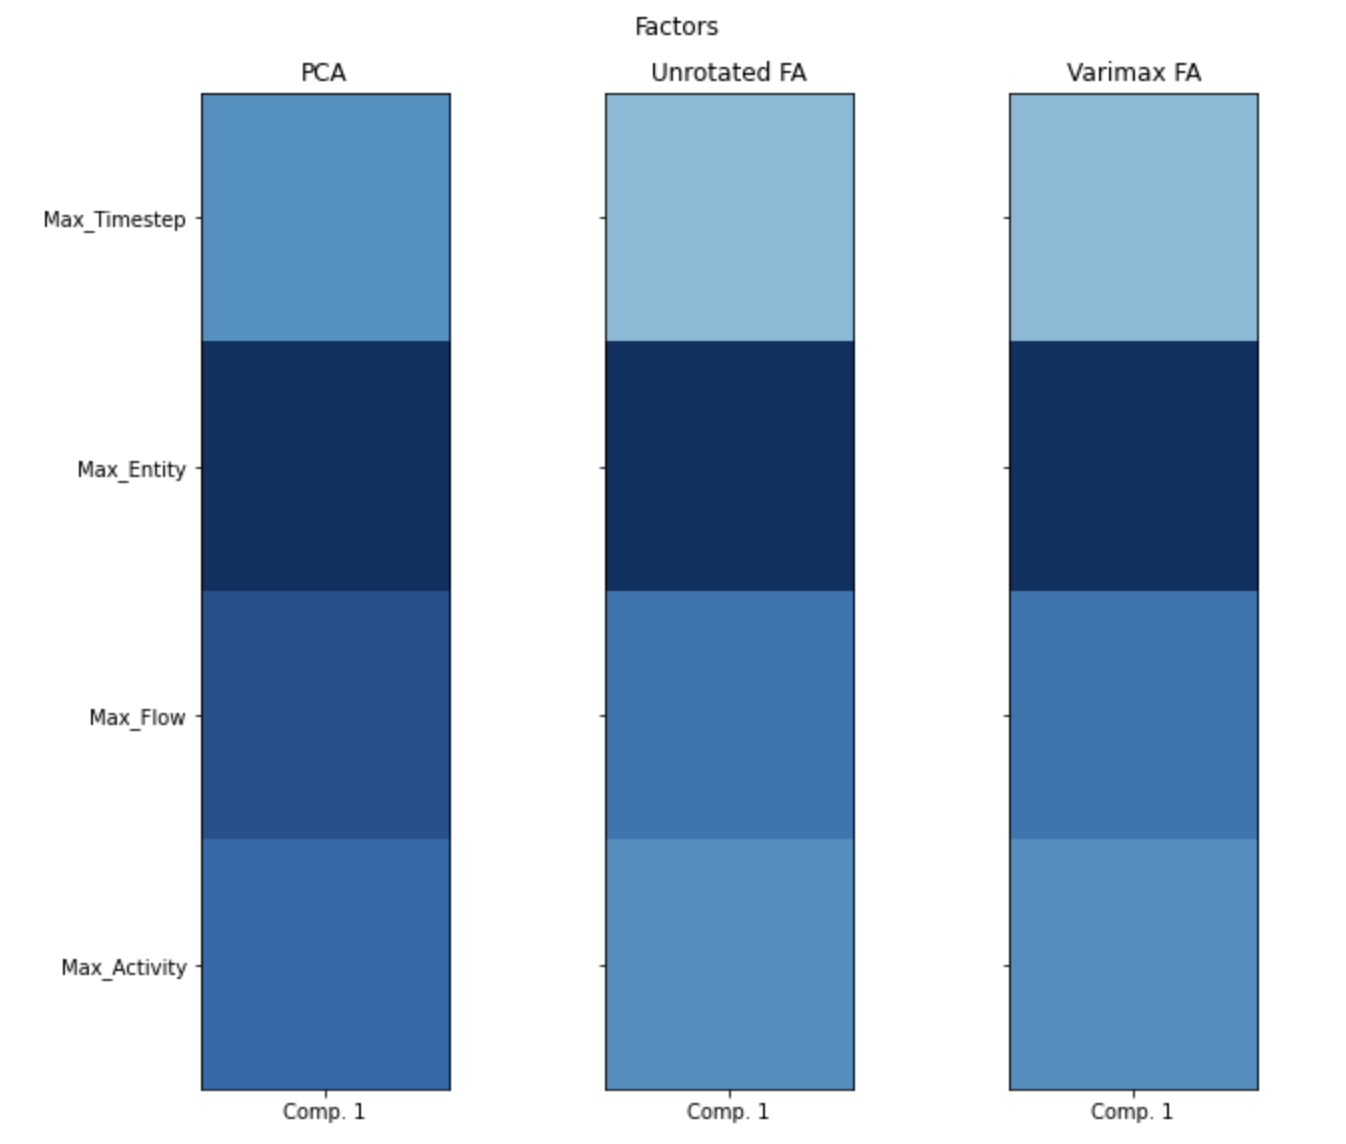 Factors
PCA
Unrotated FA
Varimax FA
Max_Timestep
Max_Entity
Max_Flow
Max_Activity
Comp. 1
Comp. 1
Comp. 1